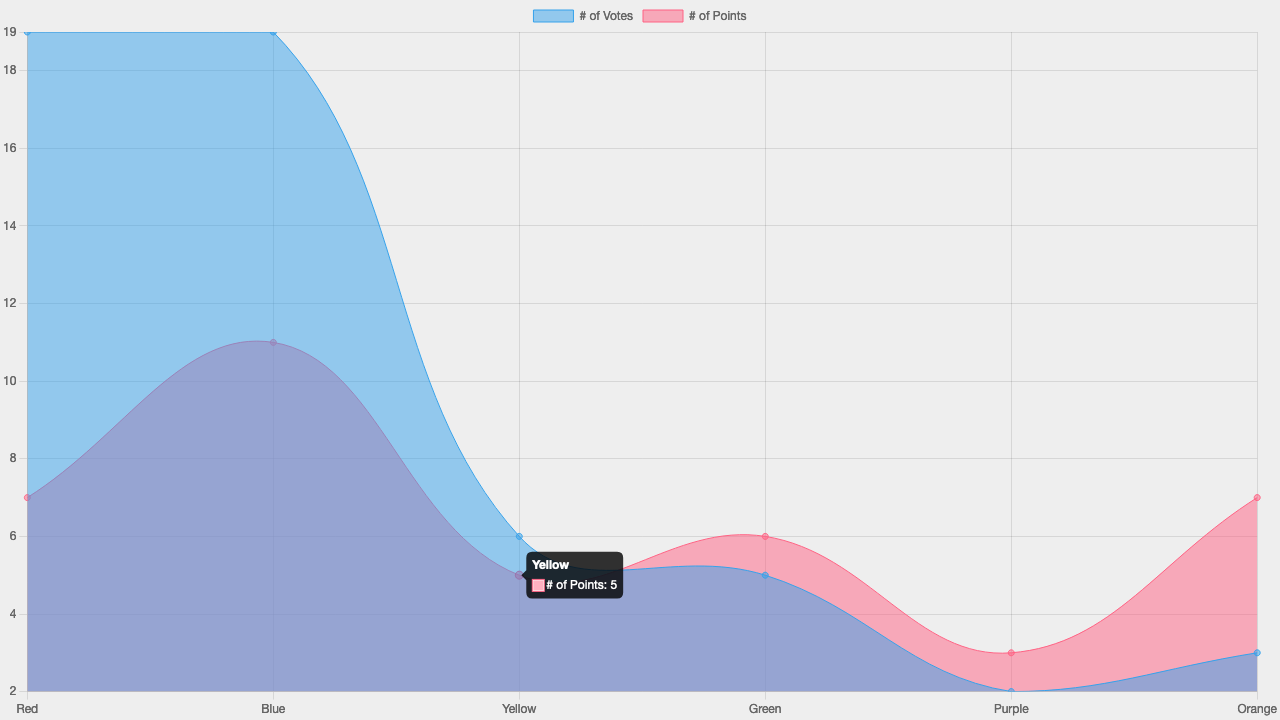 # of Votes # of Points
19
18
16
14
12
10
8
6
4
2
Yellow
# of Points: 5
Red Blue Yellow Green Purple Orange